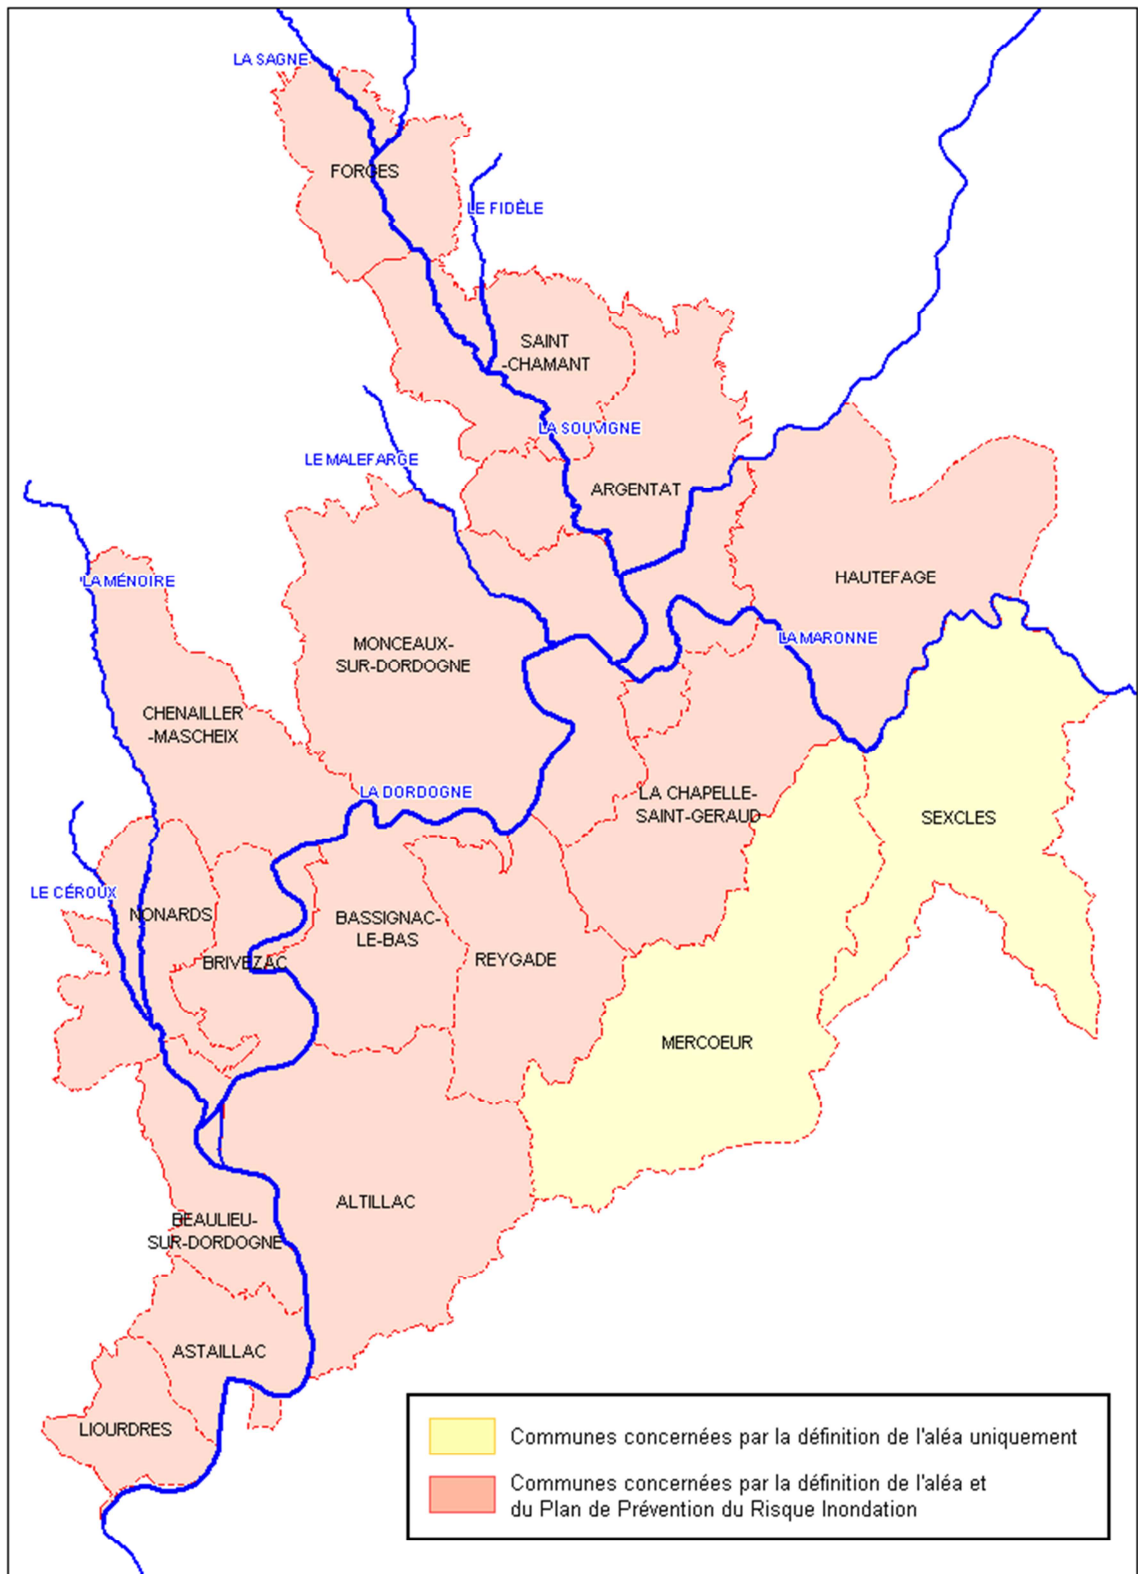 LA SAGNE
FORGES
LE FIDÈLE
SAINT
-CHAMANT
LA SOUVIGNE
LE MALEFARGE
ARGENTAT
LA MÉNOIRE
HAUTEFAGE
MONCEAUX-
SUR-DORDOGNE
LA MARONNE
CHENAILLER
-MASCHEIX
LA DORDOGNE
LA CHAPELLE-
SAINT-GERAUD
SEXCLES
LE CÉROUX
NONARDS
BASSIGNAC-
LE-BAS
BRIVEZAC
REYGADE
MERCOEUR
ALTILLAC
BEAULIEU-
SUR-DORDOGNE
ASTAILLAC
LIOURDRES
Communes concernées par la définition de l'aléa uniquement
Communes concernées par la définition de l'aléa et
du Plan de Prévention du Risque Inondation